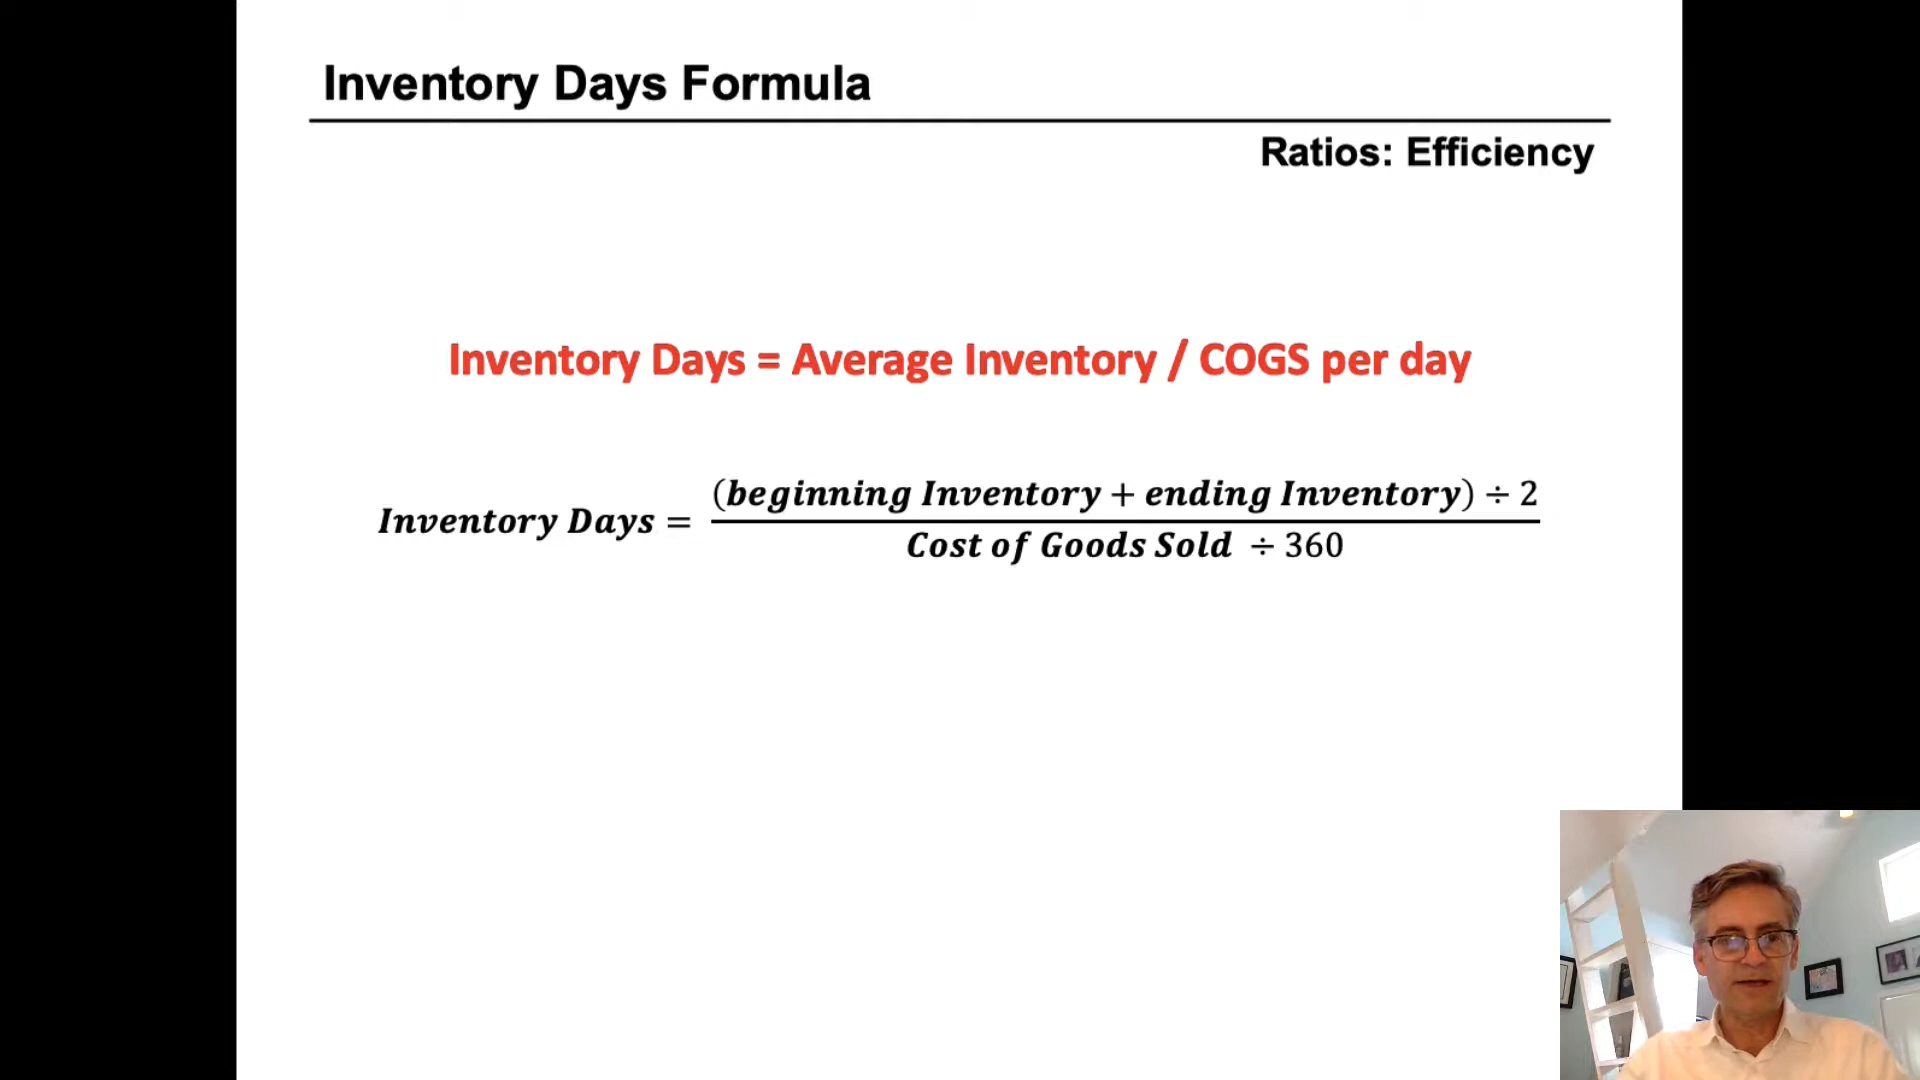 Inventory Days Formula
Ratios: Efficiency
Inventory Days = Average Inventory / COGS per day
(beginning Inventory + ending Inventory) ÷ 2
Inventory Days =
Cost of Goods Sold ÷ 360